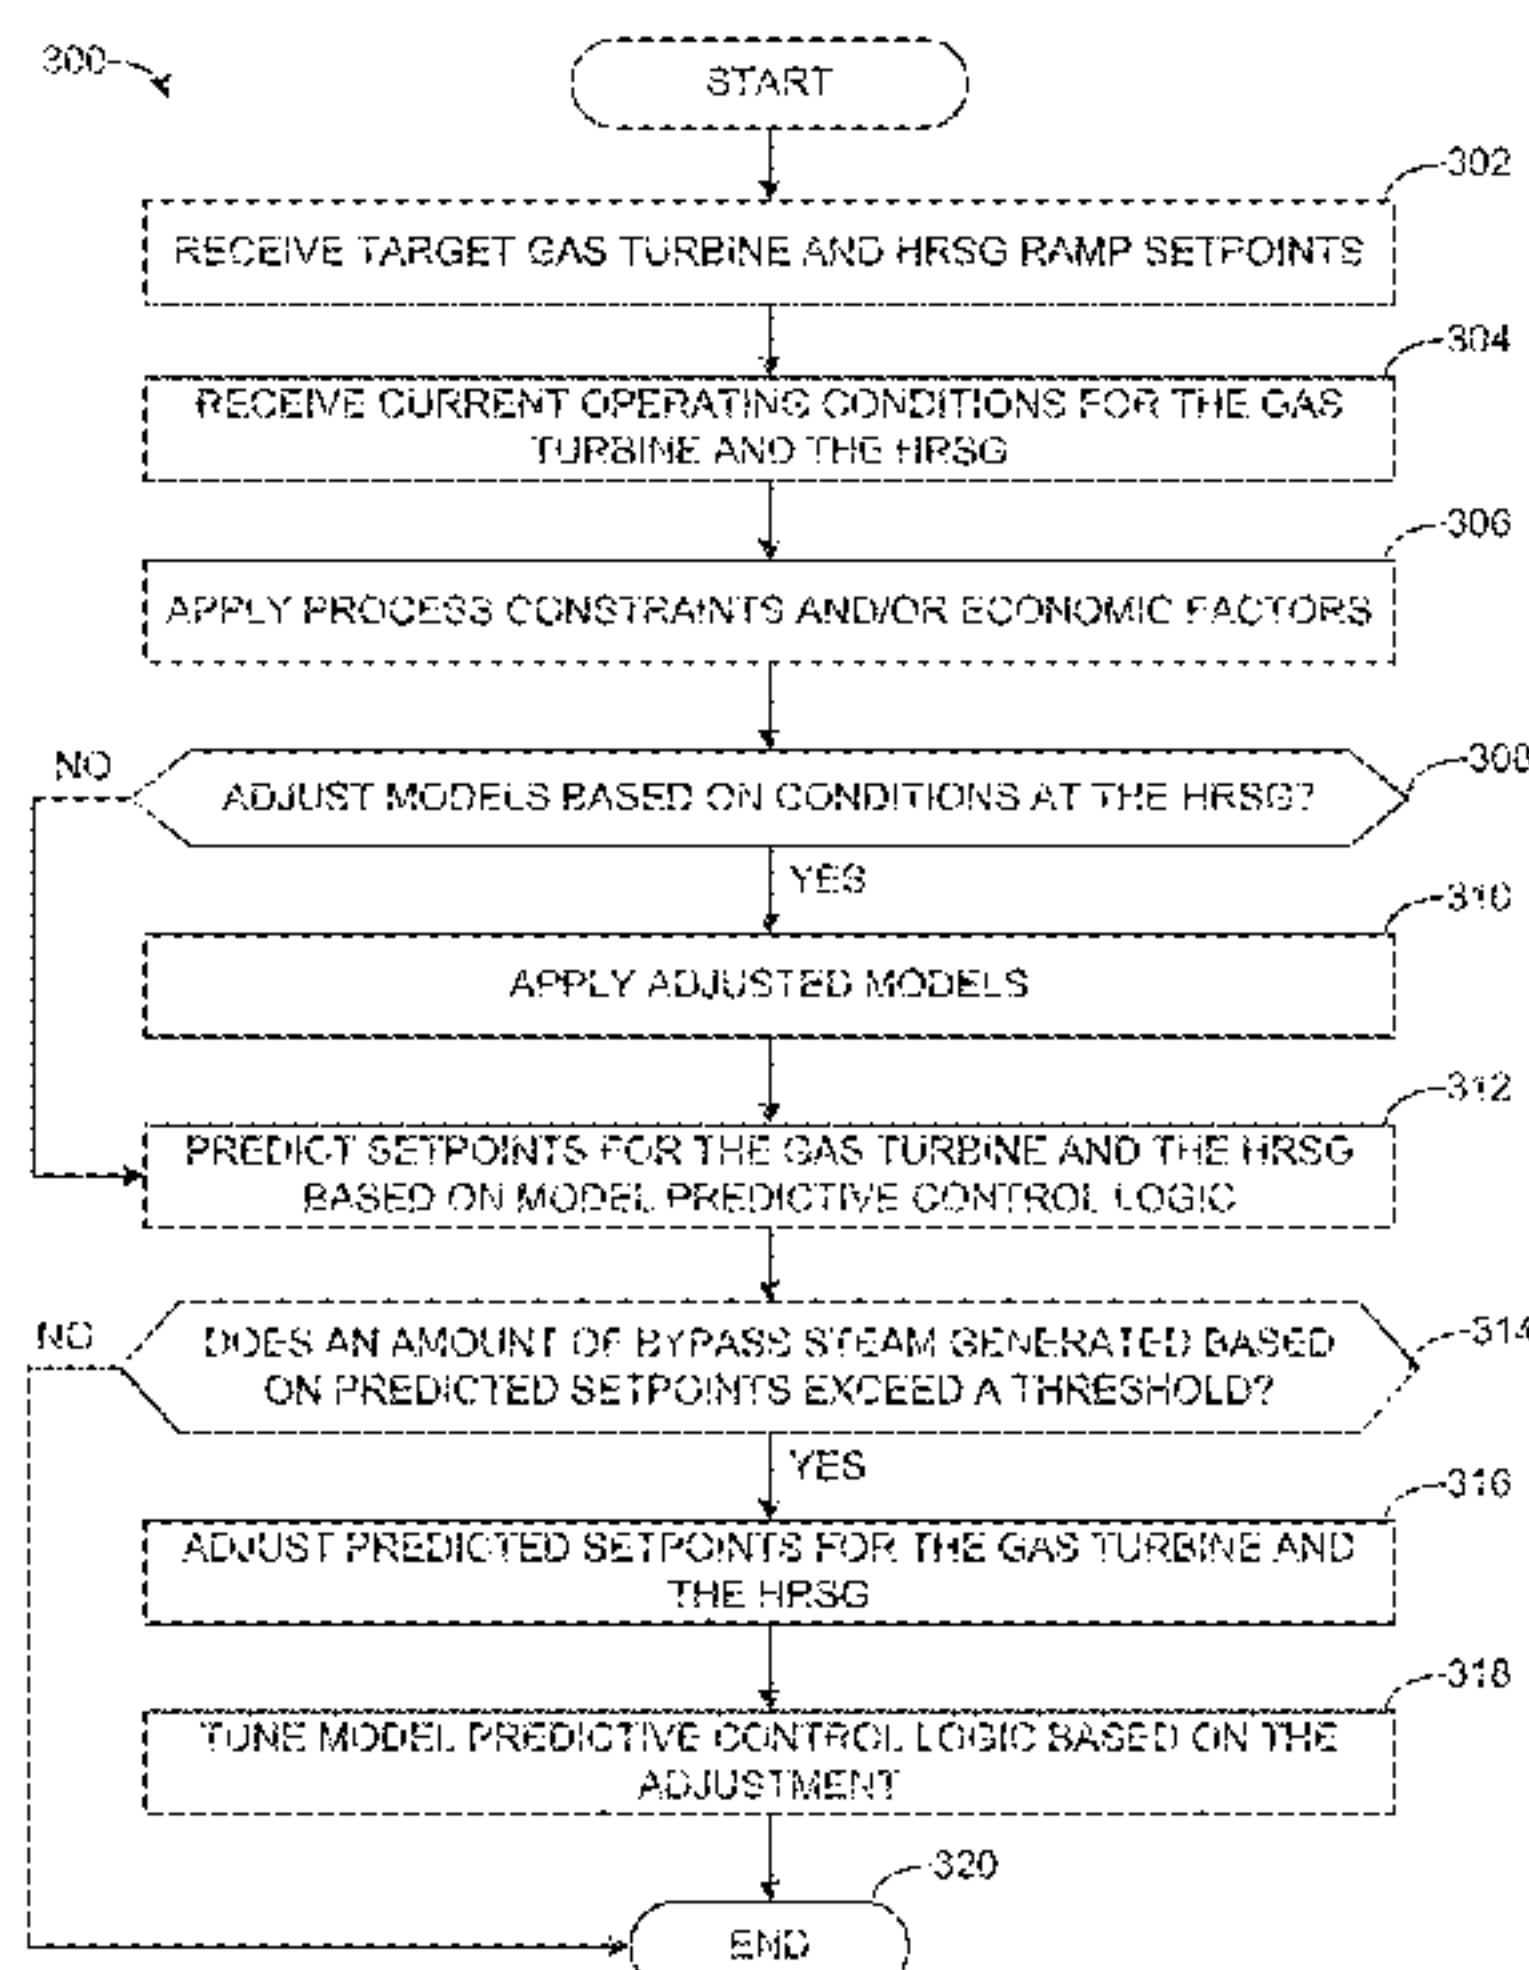 300
START
302
RECEIVE TARGET GAS TURBINE AND HRSG RAMP SETPOINTS
304
RECEIVE CURRENT OPERATING CONDITIONS FOR THE GAS
TURBINE AND THE HRSG
306
APPLY PROCESS CONSTRAINTS AND/OR ECONOMIC FACTORS
308
NO
ADJUST MODELS BASED ON CONDITIONS AT THE HRSG?
YES
310
APPLY ADJUSTED MODELS
312
PREDICT SETPOINTS FOR THE GAS TURBINE AND THE HRSG
BASED ON MODEL PREDICTIVE CONTROL LOGIC
314
NO
DOES AN AMOUNT OF BYPASS STEAM GENERATED BASED
ON PREDICTED SETPOINTS EXCEED A THRESHOLD?
YES
316
ADJUST PREDICTED SETPOINTS FOR THE GAS TURBINE AND
THE HRSG
318
TUNE MODEL PREDICTIVE CONTROL LOGIC BASED ON THE
ADJUSTMENT
320
END